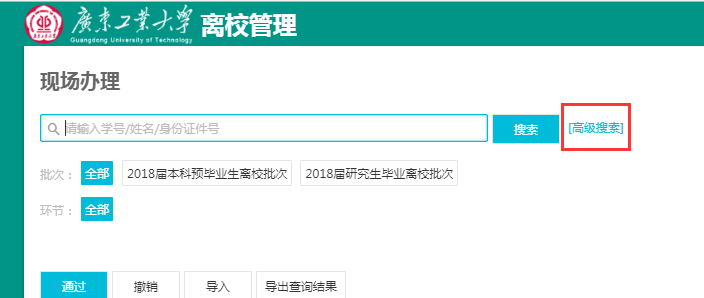 廣東工業大學 离校管理
Guangdong University of Technology
现场办理
请输入学号/姓名/身份证件号 搜索 [高级搜索]
批次： 全部 2018届本科预毕业生离校批次 2018届研究生毕业离校批次
环节： 全部
通过 撤销 导入 导出查询结果